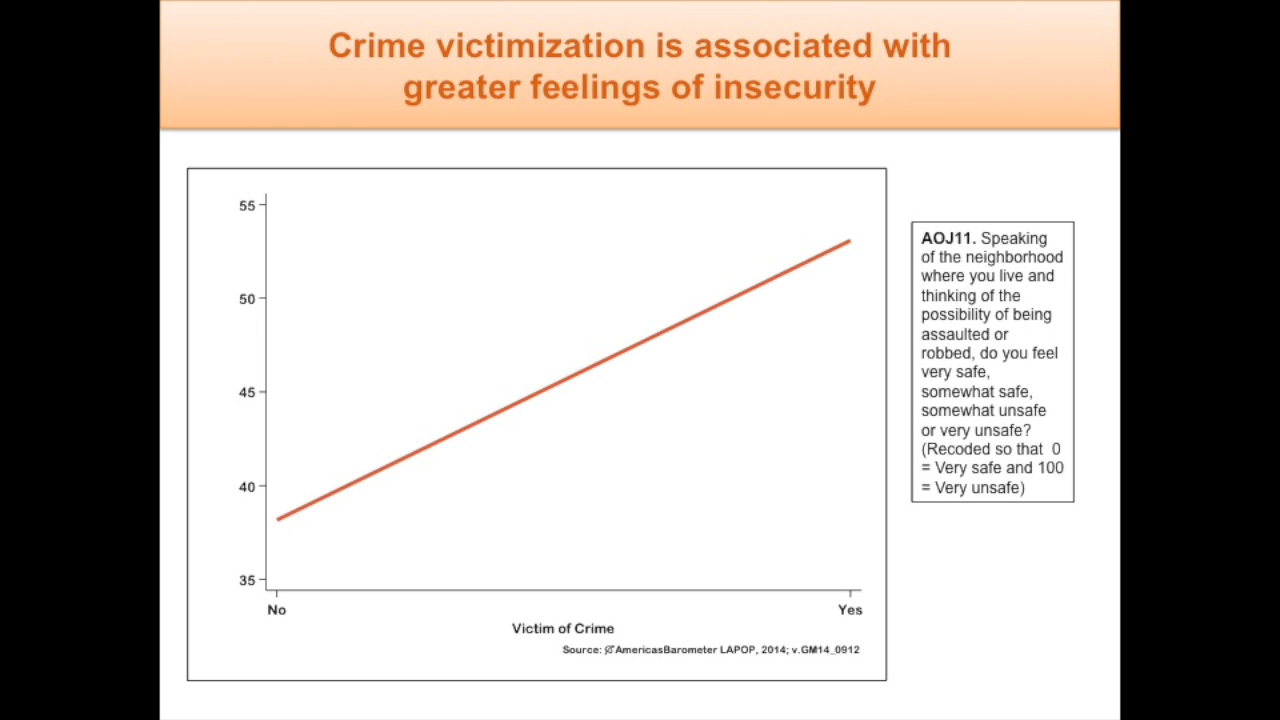 Crime victimization is associated with
greater feelings of insecurity
55
50
45
40
35
No
Yes
Victim of Crime
Source: AmericasBarometer LAPOP, 2014; v.GM14_0912
AOJ11. Speaking
of the neighborhood
where you live and
thinking of the
possibility of being
assaulted or
robbed, do you feel
very safe,
somewhat safe,
somewhat unsafe
or very unsafe?
(Recoded so that 0
= Very safe and 100
= Very unsafe)